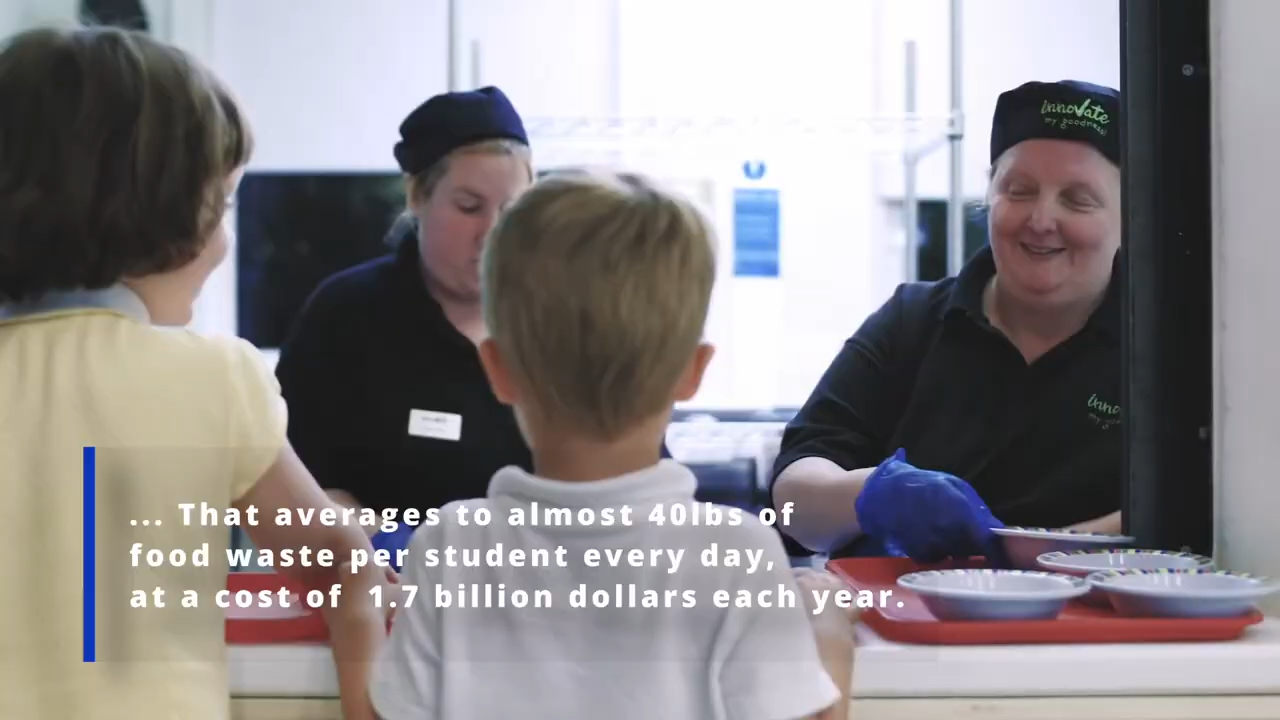 innovate
my goodness!
... That averages to almost 40lbs of
food waste per student every day,
at a cost of  1.7 billion dollars each year.